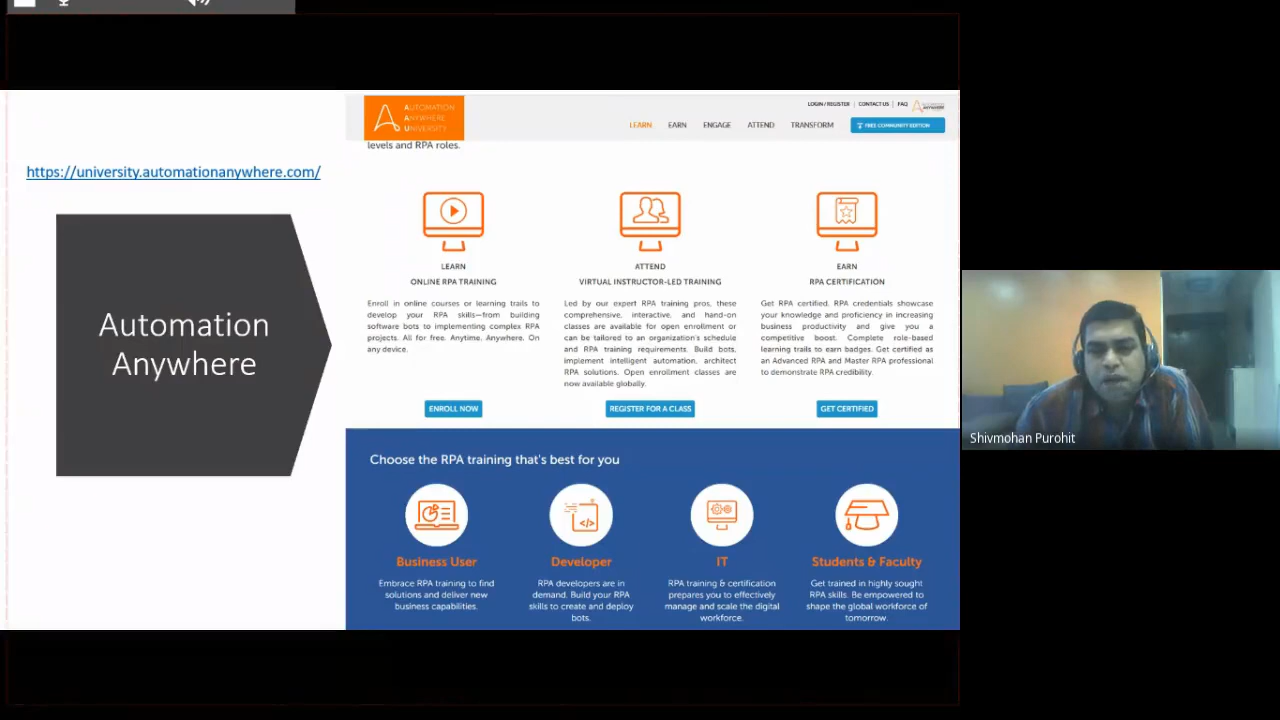 https://university.automationanywhere.com/
Automation
Anywhere
AUTOMATION
ANYWHERE
UNIVERSITY
LOGIN / REGISTER | CONTACT US | FAQ
AUTOMATION
ANYWHERE
LEARN EARN ENGAGE ATTEND TRANSFORM FREE COMMUNITY EDITION
levels and RPA roles.
LEARN
ONLINE RPA TRAINING
Enroll in online courses or learning trails to
develop your RPA skills—from building
software bots to implementing complex RPA
projects. All for free. Anytime. Anywhere. On
any device.
ENROLL NOW
ATTEND
VIRTUAL INSTRUCTOR-LED TRAINING
Led by our expert RPA training pros, these
comprehensive, interactive, and hand-on
classes are available for open enrollment or
can be tailored to an organization's schedule
and RPA training requirements. Build bots,
implement intelligent automation, architect
RPA solutions. Open enrollment classes are
now available globally.
REGISTER FOR A CLASS
EARN
RPA CERTIFICATION
Get RPA certified. RPA credentials showcase
your knowledge and proficiency in increasing
business productivity and give you a
competitive boost. Complete role-based
learning trails to earn badges. Get certified as
an Advanced RPA and Master RPA professional
to demonstrate RPA credibility.
GET CERTIFIED
Choose the RPA training that's best for you
Business User
Embrace RPA training to find
solutions and deliver new
business capabilities.
Developer
RPA developers are in
demand. Build your RPA
skills to create and deploy
bots.
IT
RPA training & certification
prepares you to effectively
manage and scale the digital
workforce.
Students & Faculty
Get trained in highly sought
RPA skills. Be empowered to
shape the global workforce of
tomorrow.
Shivmohan Purohit